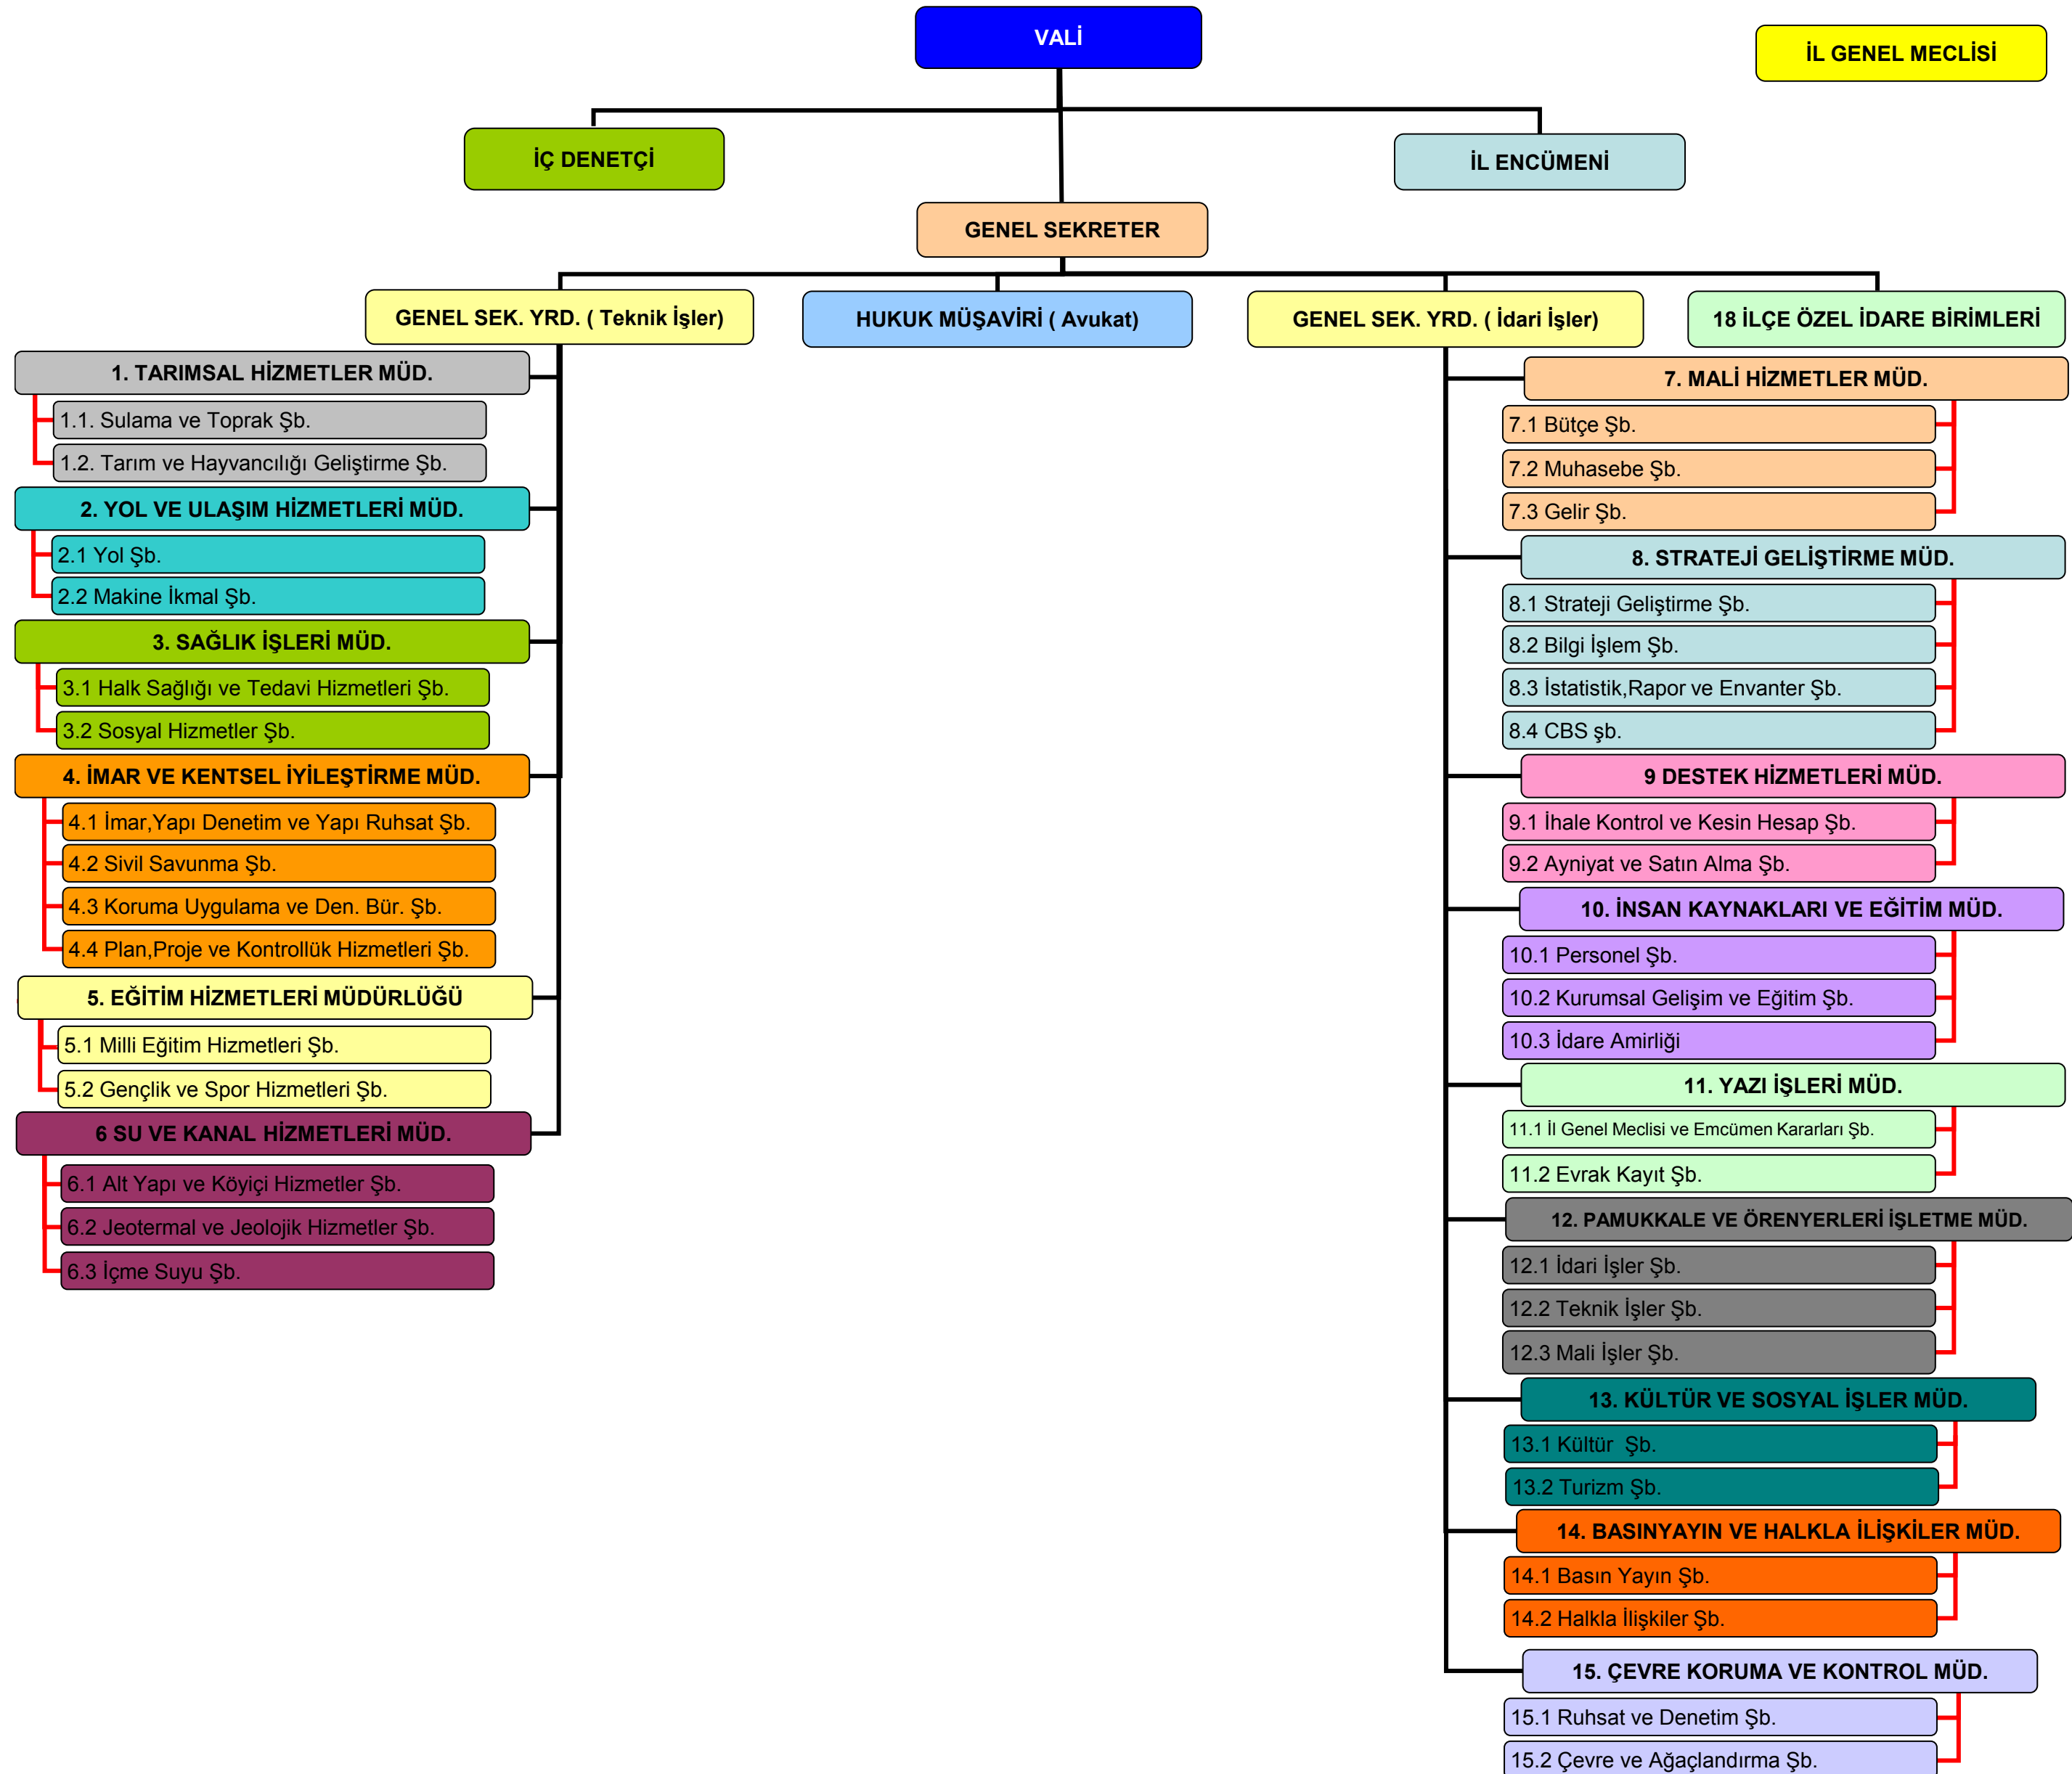 VALİ
İL GENEL MECLİSİ
İÇ DENETÇİ
İL ENCÜMENİ
GENEL SEKRETER
GENEL SEK. YRD. ( Teknik İşler)
HUKUK MÜŞAVİRİ ( Avukat)
GENEL SEK. YRD. ( İdari İşler)
18 İLÇE ÖZEL İDARE BİRİMLERİ
1. TARIMSAL HİZMETLER MÜD.
1.1. Sulama ve Toprak Şb.
1.2. Tarım ve Hayvancılığı Geliştirme Şb.
2. YOL VE ULAŞIM HİZMETLERİ MÜD.
2.1 Yol Şb.
2.2 Makine İkmal Şb.
3. SAĞLIK İŞLERİ MÜD.
3.1 Halk Sağlığı ve Tedavi Hizmetleri Şb.
3.2 Sosyal Hizmetler Şb.
4. İMAR VE KENTSEL İYİLEŞTİRME MÜD.
4.1 İmar,Yapı Denetim ve Yapı Ruhsat Şb.
4.2 Sivil Savunma Şb.
4.3 Koruma Uygulama ve Den. Bür. Şb.
4.4 Plan,Proje ve Kontrollük Hizmetleri Şb.
5. EĞİTİM HİZMETLERİ MÜDÜRLÜĞÜ
5.1 Milli Eğitim Hizmetleri Şb.
5.2 Gençlik ve Spor Hizmetleri Şb.
6 SU VE KANAL HİZMETLERİ MÜD.
6.1 Alt Yapı ve Köyiçi Hizmetler Şb.
6.2 Jeotermal ve Jeolojik Hizmetler Şb.
6.3 İçme Suyu Şb.
7. MALİ HİZMETLER MÜD.
7.1 Bütçe Şb.
7.2 Muhasebe Şb.
7.3 Gelir Şb.
8. STRATEJİ GELİŞTİRME MÜD.
8.1 Strateji Geliştirme Şb.
8.2 Bilgi İşlem Şb.
8.3 İstatistik,Rapor ve Envanter Şb.
8.4 CBS şb.
9 DESTEK HİZMETLERİ MÜD.
9.1 İhale Kontrol ve Kesin Hesap Şb.
9.2 Ayniyat ve Satın Alma Şb.
10. İNSAN KAYNAKLARI VE EĞİTİM MÜD.
10.1 Personel Şb.
10.2 Kurumsal Gelişim ve Eğitim Şb.
10.3 İdare Amirliği
11. YAZI İŞLERİ MÜD.
11.1 İl Genel Meclisi ve Emcümen Kararları Şb.
11.2 Evrak Kayıt Şb.
12. PAMUKKALE VE ÖRENYERLERİ İŞLETME MÜD.
12.1 İdari İşler Şb.
12.2 Teknik İşler Şb.
12.3 Mali İşler Şb.
13. KÜLTÜR VE SOSYAL İŞLER MÜD.
13.1 Kültür  Şb.
13.2 Turizm Şb.
14. BASINYAYIN VE HALKLA İLİŞKİLER MÜD.
14.1 Basın Yayın Şb.
14.2 Halkla İlişkiler Şb.
15. ÇEVRE KORUMA VE KONTROL MÜD.
15.1 Ruhsat ve Denetim Şb.
15.2 Çevre ve Ağaçlandırma Şb.